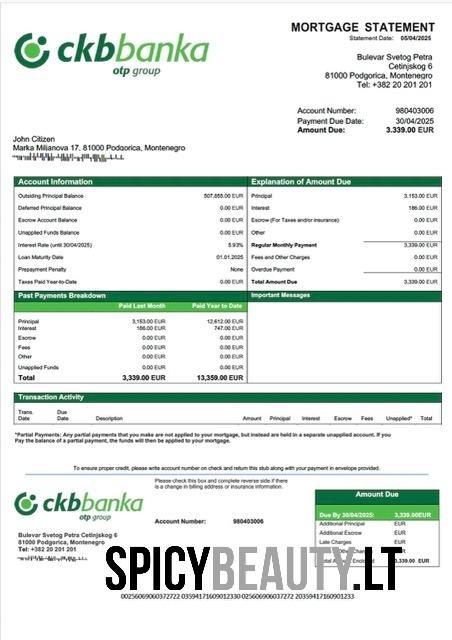 MORTGAGE STATEMENT
Statement Date: 05/04/2025
ckbbanka
otp group
Bulevar Svetog Petra
Cetinjskog 6
81000 Podgorica, Montenegro
Tel: +382 20 201 201
Account Number: 980403006
Payment Due Date: 30/04/2025
Amount Due: 3.339.00 EUR
John Citizen
Marka Miljanova 17, 81000 Podgorica, Montenegro
Account Information
Outsiding Principal Balance 507,855.00 EUR
Deferred Principal Balance 0.00 EUR
Escrow Account Balance 0.00 EUR
Unapplied Funds Balance 0.00 EUR
Interest Rate (until 30/04/2025) 5.93%
Loan Maturity Date 01.01.2025
Prepayment Penalty None
Taxes Paid Year-to-Date 0.00 EUR
Explanation of Amount Due
Principal 3,153.00 EUR
Interest 186.00 EUR
Escrow (For Taxes and/or insurance) 0.00 EUR
Other 0.00 EUR
Regular Monthly Payment 3,339.00 EUR
Fees and Other Charges 0.00 EUR
Overdue Payment 0.00 EUR
Total Amount Due 3,339.00 EUR
Past Payments Breakdown
Paid Last Month Paid Year to Date
Principal 3,153.00 EUR 12,612.00 EUR
Interest 186.00 EUR 747.00 EUR
Escrow 0.00 EUR 0.00 EUR
Fees 0.00 EUR 0.00 EUR
Other 0.00 EUR 0.00 EUR
Unapplied Funds 0.00 EUR 0.00 EUR
Total 3,339.00 EUR 13,359.00 EUR
Important Messages
Transaction Activity
Trans. Date Due Date Description Amount Principal Interest Escrow Fees Unapplied* Total
*Partial Payments: Any partial payments that you make are not applied to your mortgage, but instead are held in a separate unapplied account. If you
Pay the balance of a partial payment, the funds will then be applied to your mortgage.
To ensure proper credit, please write account number on check and return this stub along with your payment in envelope provided.
Please check this box and complete reverse side if there
is a change in billing address or insurance information.
ckbbanka
otp group
Account Number: 980403006
Bulevar Svetog Petra Cetinjskog 6
81000 Podgorica, Montenegro
Tel: +382 20 201 201
Amount Due
Due By 30/04/2025: 3,339.00EUR
Additional Principal EUR
Additional Escrow EUR
Late Charges EUR
EUR
3,339.00 EUR
SPICYBEAUTY.LT